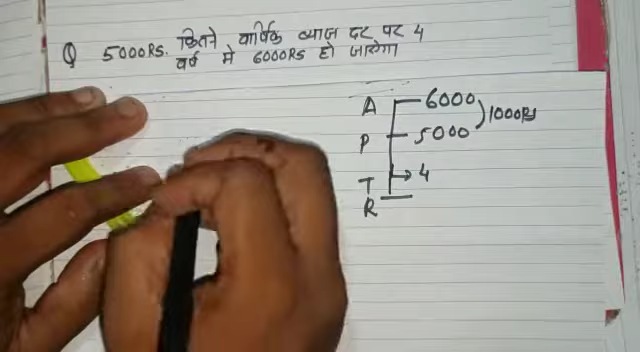 Q 5000RS. कितने वार्षिक ब्याज दर पर 4
वर्ष मे 6000RS हो जायेगा
A 6000
1000RS
P 5000
T → 4
R